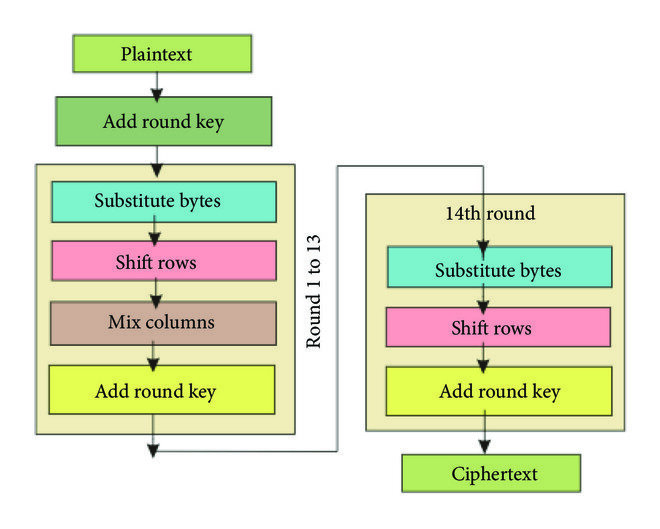 Plaintext
Add round key
Substitute bytes
Shift rows
Mix columns
Add round key
Round 1 to 13
14th round
Substitute bytes
Shift rows
Add round key
Ciphertext